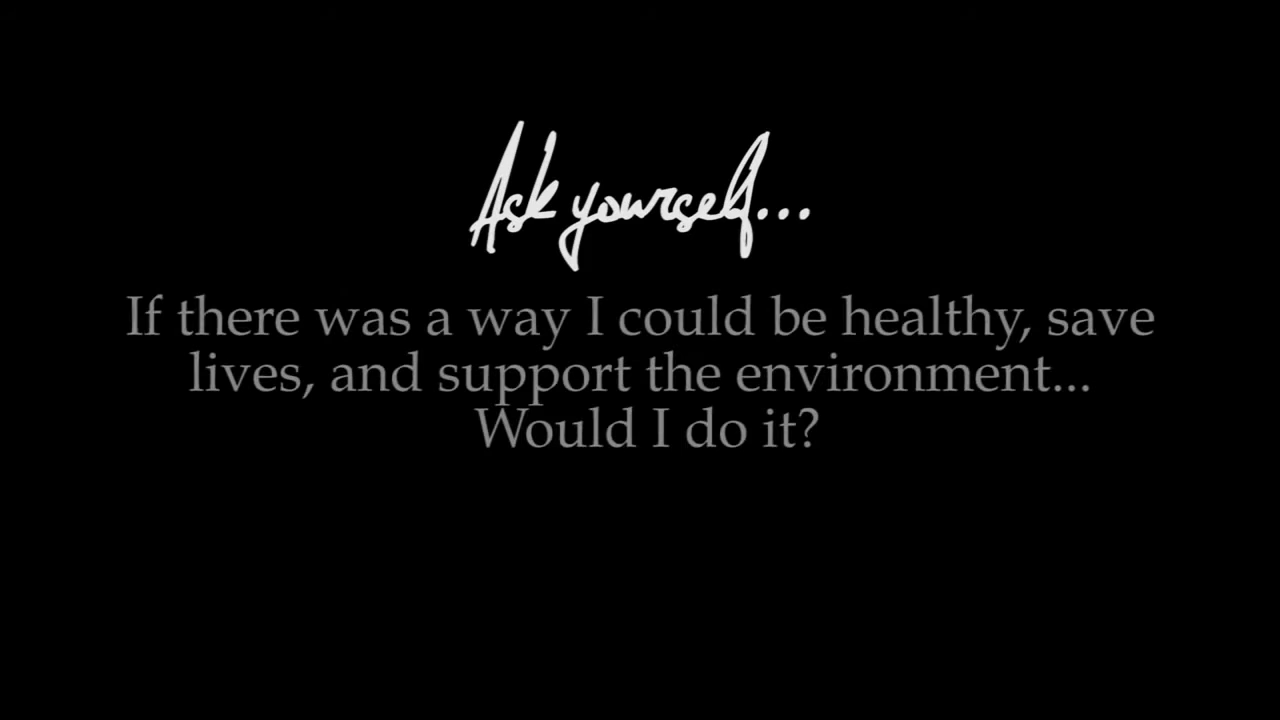 Ask yourself...
If there was a way I could be healthy, save
lives, and support the environment...
Would I do it?